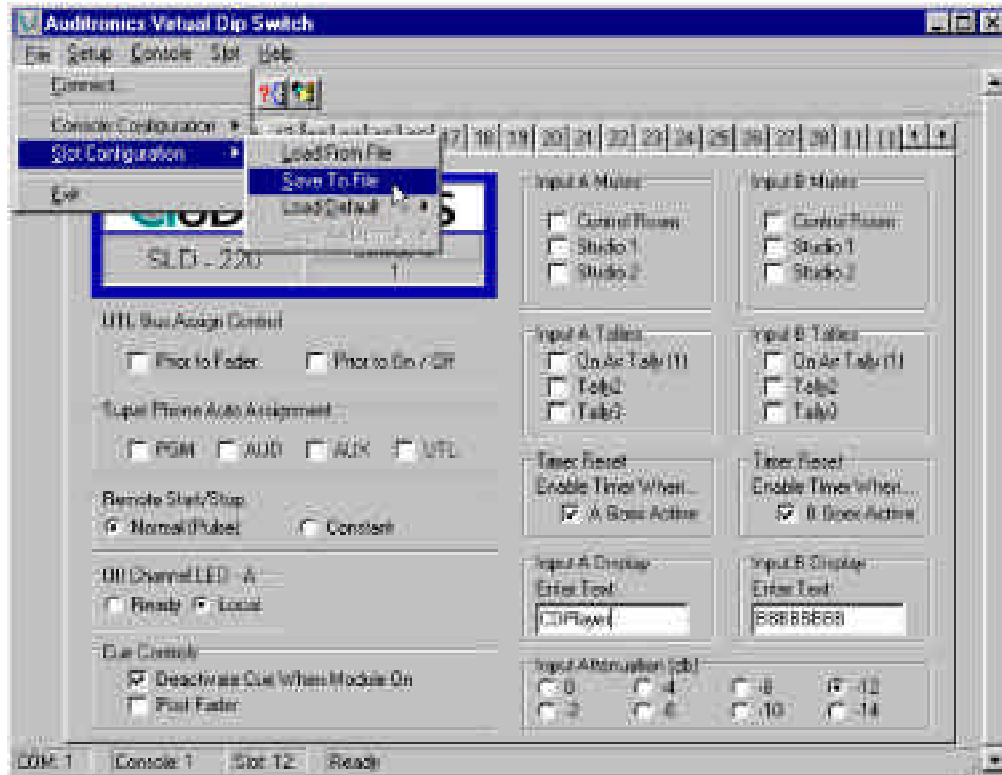 Auditronics Virtual Dip Switch
File Setup Console Slot Help
Connect...
Console Configuration
Slot Configuration
Exit
Load From File
Save To File
Load Default
17 18 19 20 21 22 23 24 25 26 27 28
SLD - 220
1
UTL Bus Assign Control
Prior to Fader Prior to On / Off
Super Phone Auto Assignment
PGM AUD AUX UTL
Remote Start/Stop
Normal (Pulse) Constant
Off Channel LED - A
Ready Local
Cue Controls
Deactivate Cue When Module On
Post Fader
Input A Mutes
Control Room
Studio 1
Studio 2
Input B Mutes
Control Room
Studio 1
Studio 2
Input A Tallies
On Air Tally (1)
Tally2
Tally3
Input B Tallies
On Air Tally (1)
Tally2
Tally3
Timer Reset
Enable Timer When...
A Goes Active
Timer Reset
Enable Timer When...
B Goes Active
Input A Display
Enter Text
CDPlayer
Input B Display
Enter Text
BBBBBBBB
Input Attenuation (db)
0 -4 -8 -12
-2 -6 -10 -14
COM: 1 Console: 1 Slot: 12 Ready